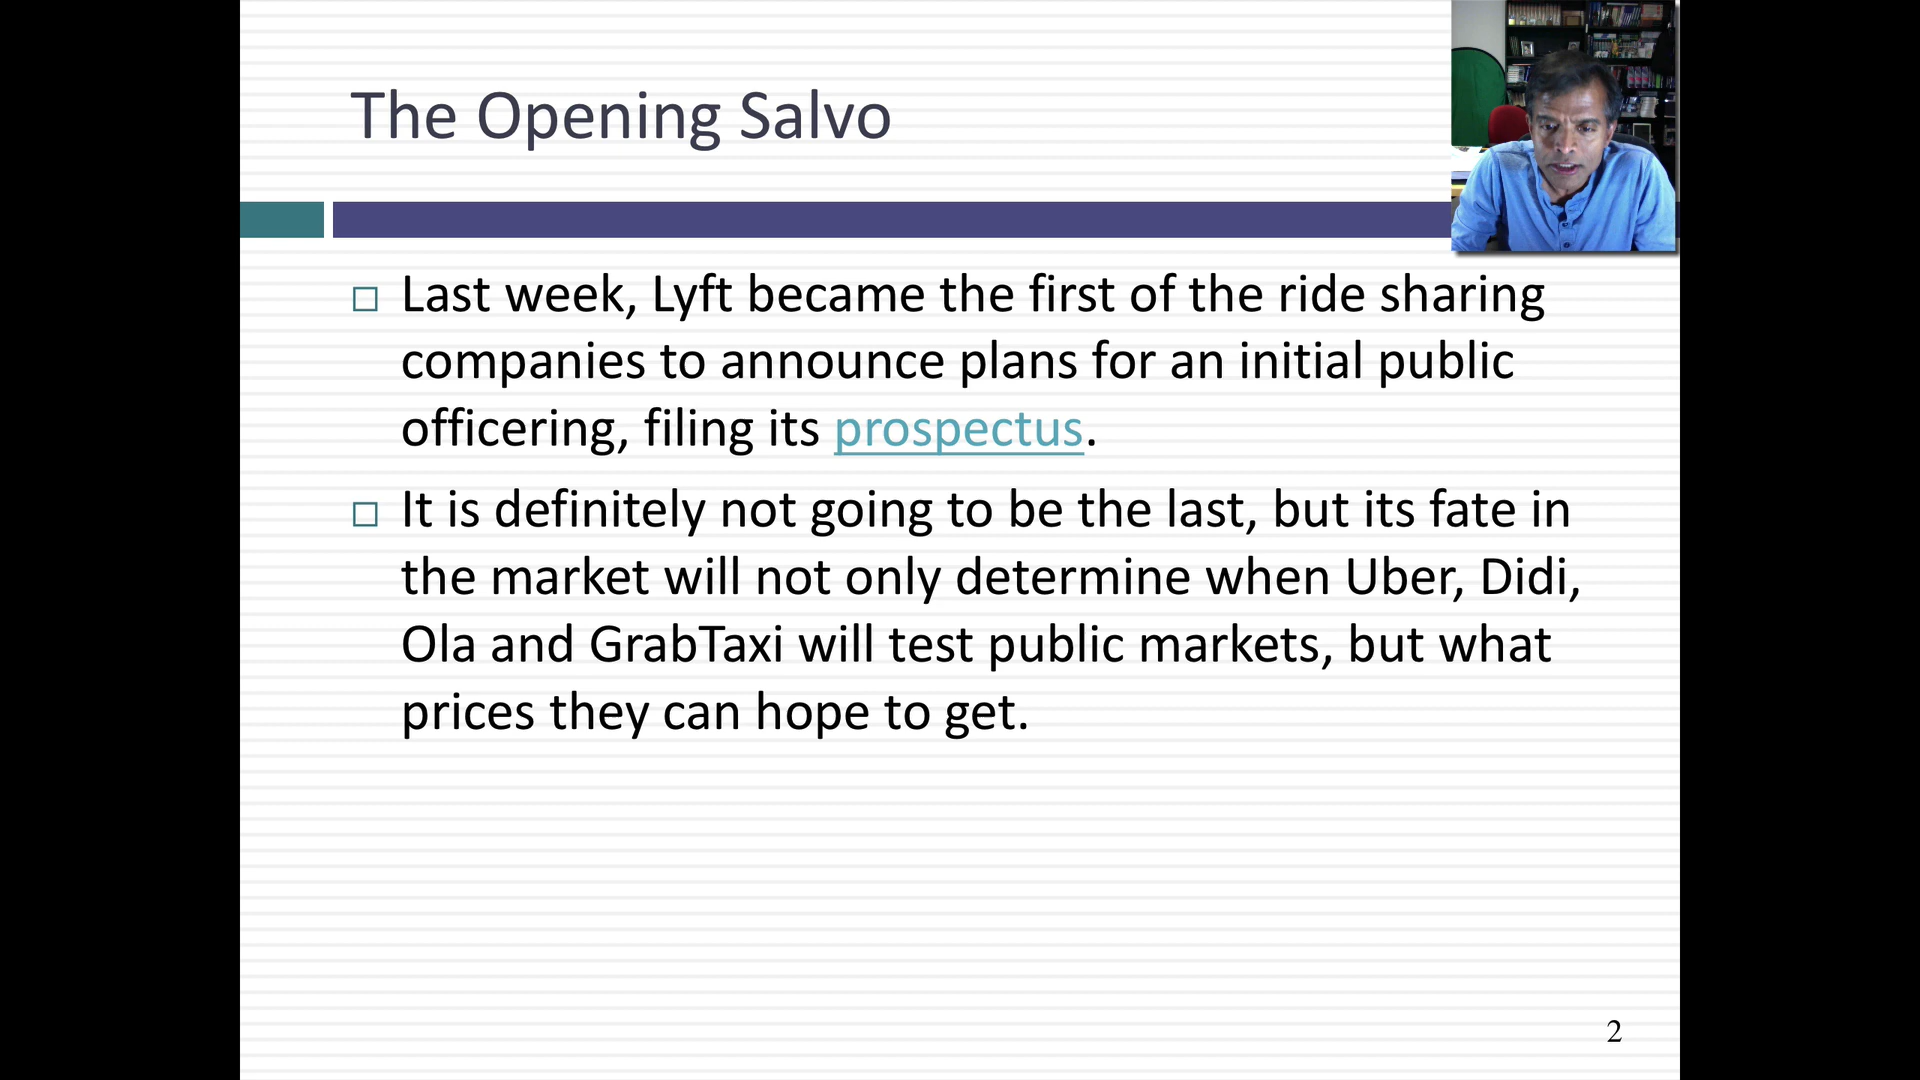 The Opening Salvo
Last week, Lyft became the first of the ride sharing
companies to announce plans for an initial public
officering, filing its prospectus.
It is definitely not going to be the last, but its fate in
the market will not only determine when Uber, Didi,
Ola and GrabTaxi will test public markets, but what
prices they can hope to get.
2